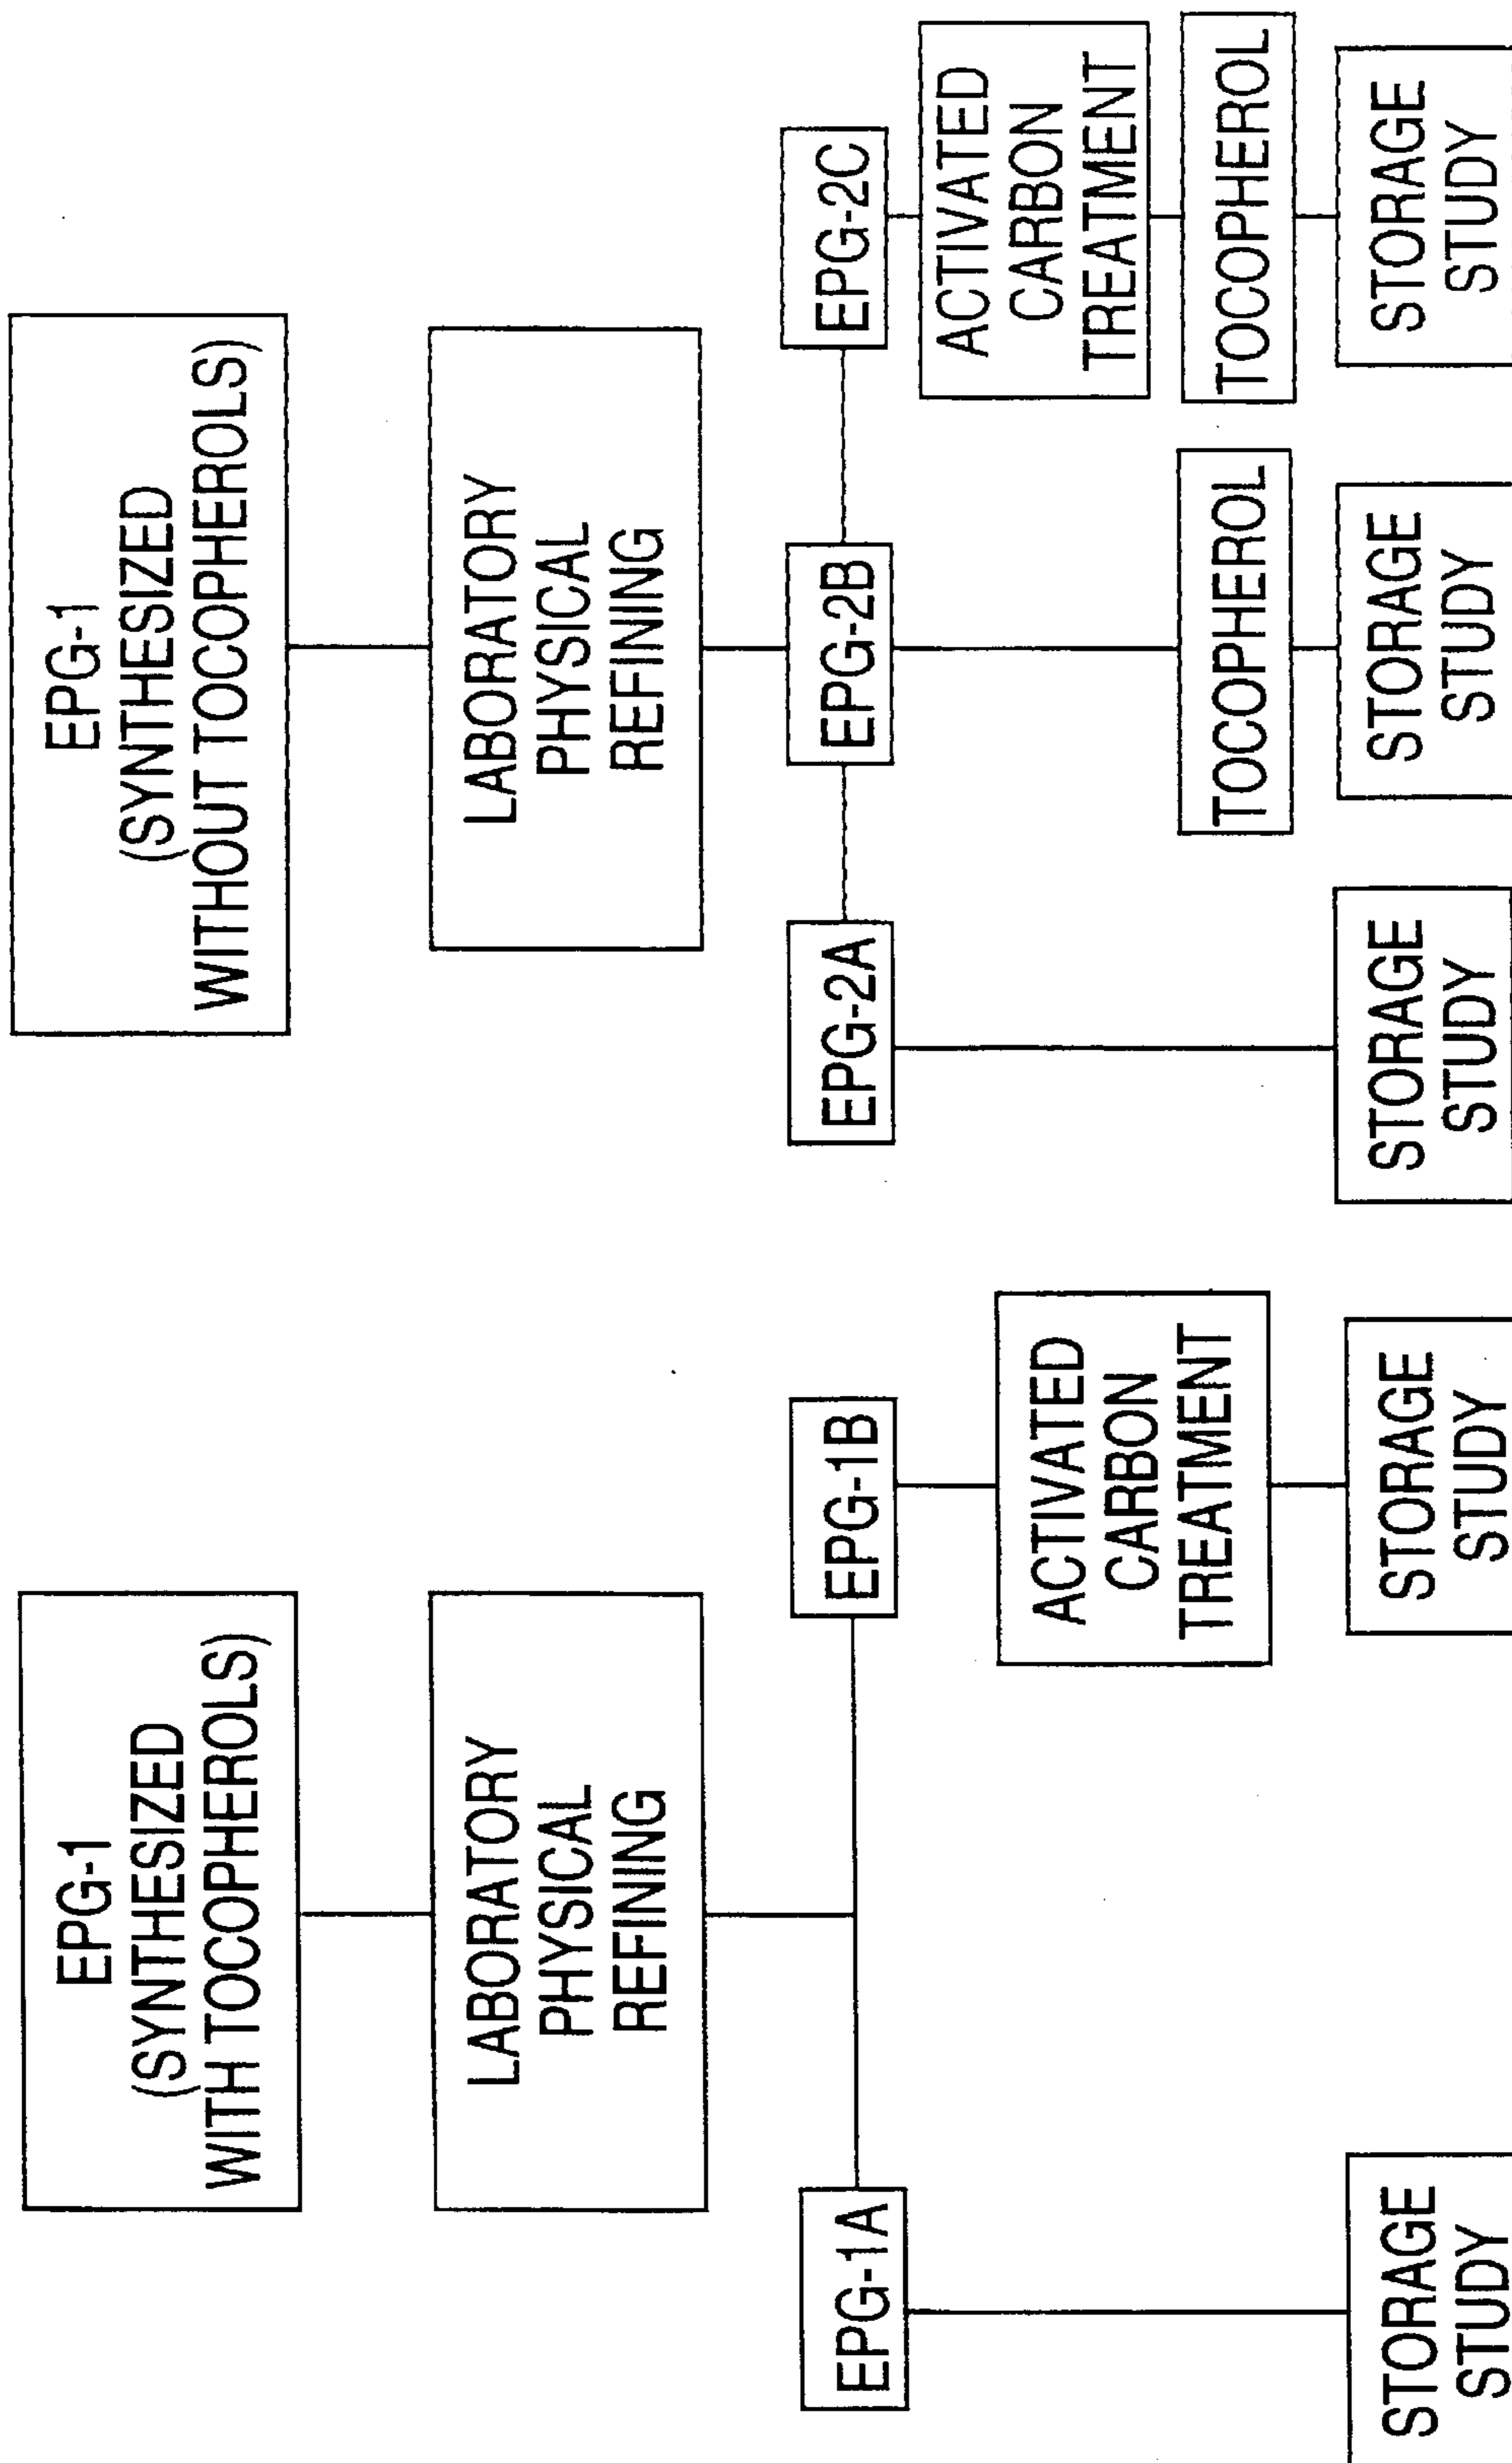 EPG-1
(SYNTHESIZED
WITH TOCOPHEROLS)
LABORATORY
PHYSICAL
REFINING
EPG-1A
STORAGE
STUDY
EPG-1B
ACTIVATED
CARBON
TREATMENT
STORAGE
STUDY
EPG-1
(SYNTHESIZED
WITHOUT TOCOPHEROLS)
LABORATORY
PHYSICAL
REFINING
EPG-2A
STORAGE
STUDY
EPG-2B
TOCOPHEROL
STORAGE
STUDY
EPG-2C
ACTIVATED
CARBON
TREATMENT
TOCOPHEROL
STORAGE
STUDY